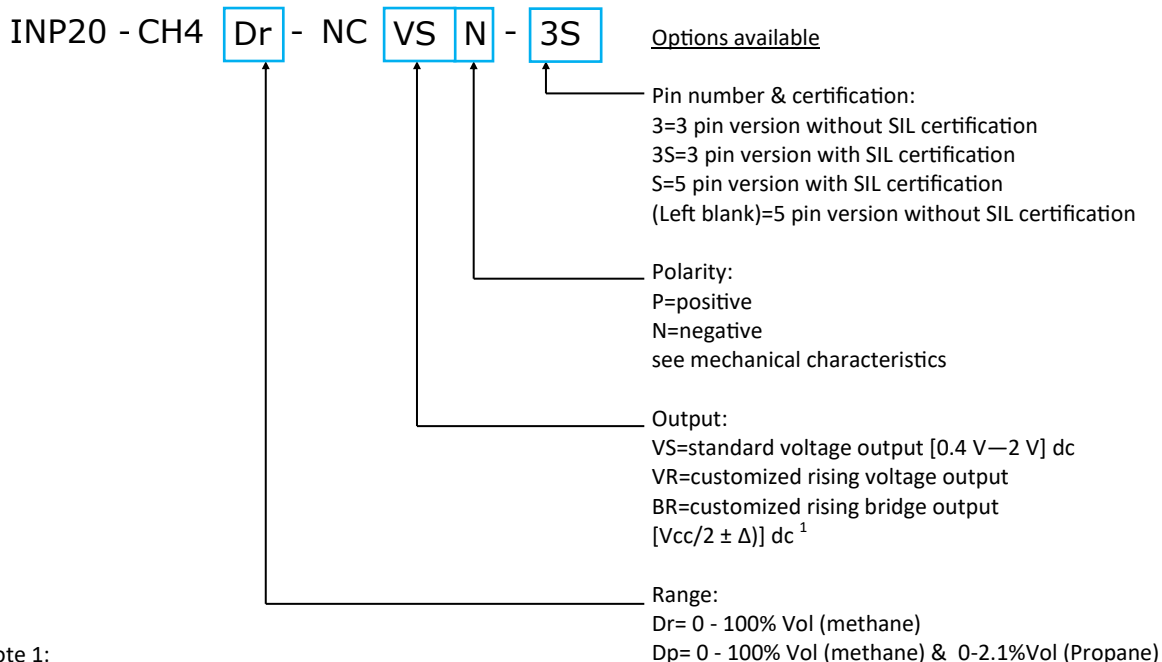 INP20 - CH4 Dr - NC VS N - 3S
Options available
Pin number & certification:
3=3 pin version without SIL certification
3S=3 pin version with SIL certification
S=5 pin version with SIL certification
(Left blank)=5 pin version without SIL certification
Polarity:
P=positive
N=negative
see mechanical characteristics
Output:
VS=standard voltage output [0.4 V—2 V] dc
VR=customized rising voltage output
BR=customized rising bridge output
[Vcc/2 ± Δ)] dc 1
Range:
Dr= 0 - 100% Vol (methane)
Dp= 0 - 100% Vol (methane) & 0-2.1%Vol (Propane)
ote 1: